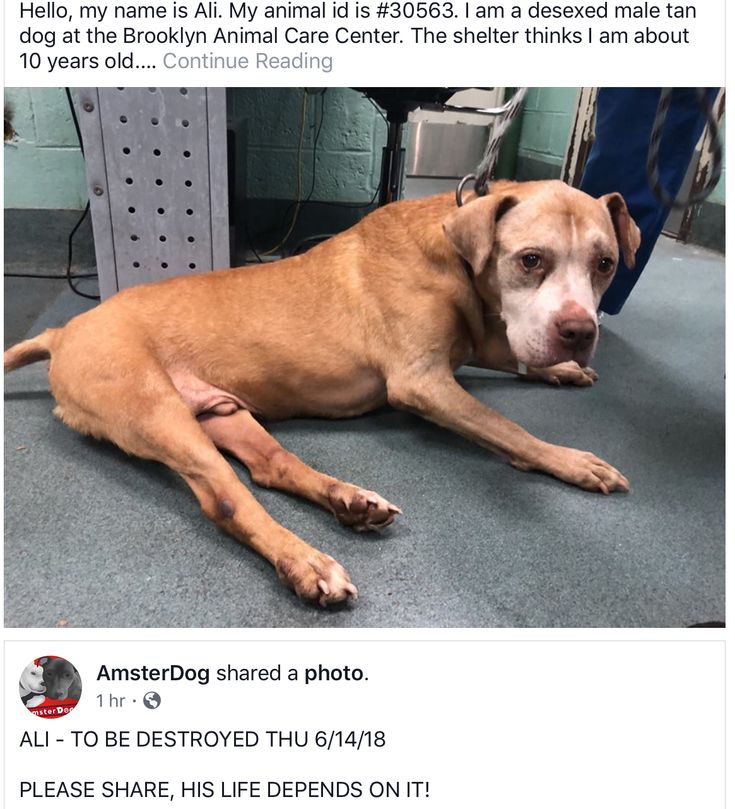 Hello, my name is Ali. My animal id is #30563. I am a desexed male tan
dog at the Brooklyn Animal Care Center. The shelter thinks I am about
10 years old.... Continue Reading
AmsterDog shared a photo.
1 hr ·
msterDog
ALI - TO BE DESTROYED THU 6/14/18
PLEASE SHARE, HIS LIFE DEPENDS ON IT!